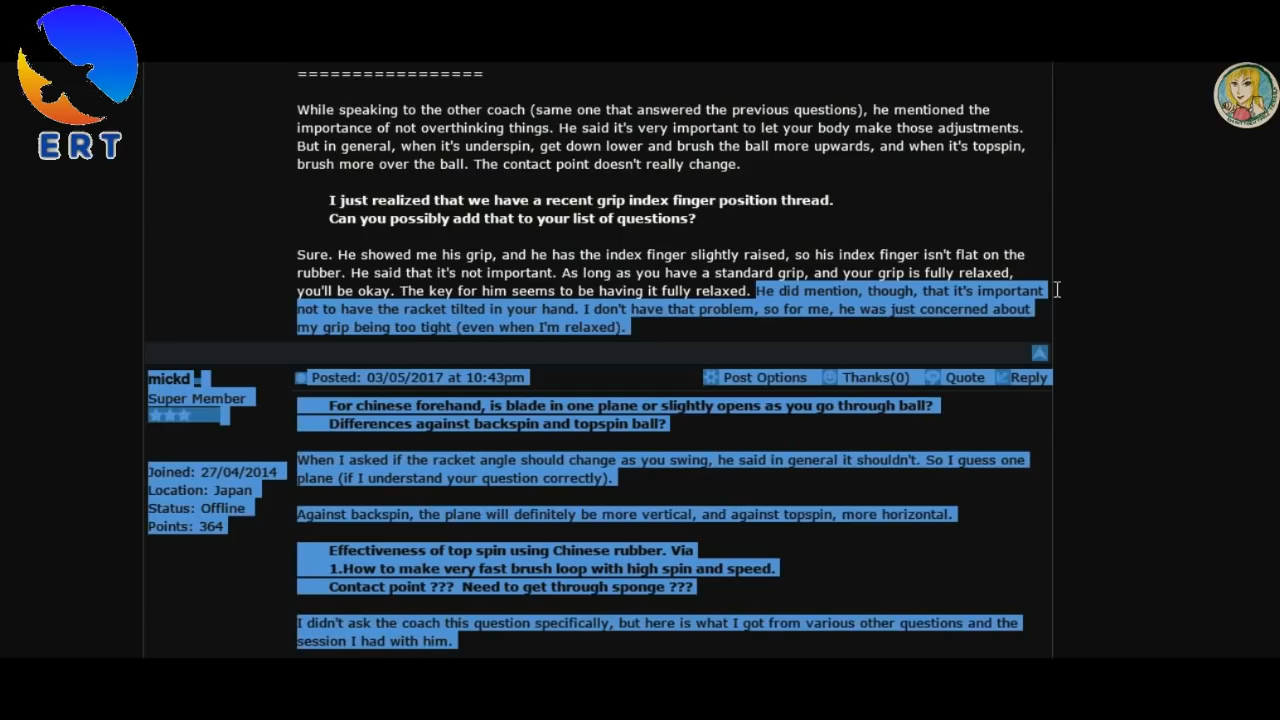 ERT
=================
While speaking to the other coach (same one that answered the previous questions), he mentioned the
importance of not overthinking things. He said it's very important to let your body make those adjustments.
But in general, when it's underspin, get down lower and brush the ball more upwards, and when it's topspin,
brush more over the ball. The contact point doesn't really change.
I just realized that we have a recent grip index finger position thread.
Can you possibly add that to your list of questions?
Sure. He showed me his grip, and he has the index finger slightly raised, so his index finger isn't flat on the
rubber. He said that it's not important. As long as you have a standard grip, and your grip is fully relaxed,
you'll be okay. The key for him seems to be having it fully relaxed. He did mention, though, that it's important
not to have the racket tilted in your hand. I don't have that problem, so for me, he was just concerned about
my grip being too tight (even when I'm relaxed).
mickd
Super Member
Joined: 27/04/2014
Location: Japan
Status: Offline
Points: 364
Posted: 03/05/2017 at 10:43pm
Post Options Thanks(0) Quote Reply
For chinese forehand, is blade in one plane or slightly opens as you go through ball?
Differences against backspin and topspin ball?
When I asked if the racket angle should change as you swing, he said in general it shouldn't. So I guess one
plane (if I understand your question correctly).
Against backspin, the plane will definitely be more vertical, and against topspin, more horizontal.
Effectiveness of top spin using Chinese rubber. Via
1.How to make very fast brush loop with high spin and speed.
Contact point ??? Need to get through sponge ???
I didn't ask the coach this question specifically, but here is what I got from various other questions and the
session I had with him.